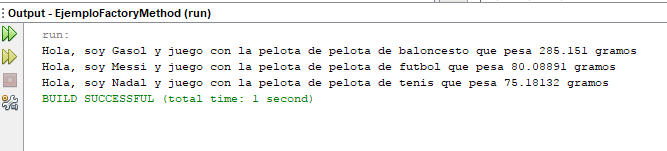 Output - EjemploFactoryMethod (run)
run:
Hola, soy Gasol y juego con la pelota de pelota de baloncesto que pesa 285.151 gramos
Hola, soy Messi y juego con la pelota de pelota de futbol que pesa 80.08891 gramos
Hola, soy Nadal y juego con la pelota de pelota de tenis que pesa 75.18132 gramos
BUILD SUCCESSFUL (total time: 1 second)